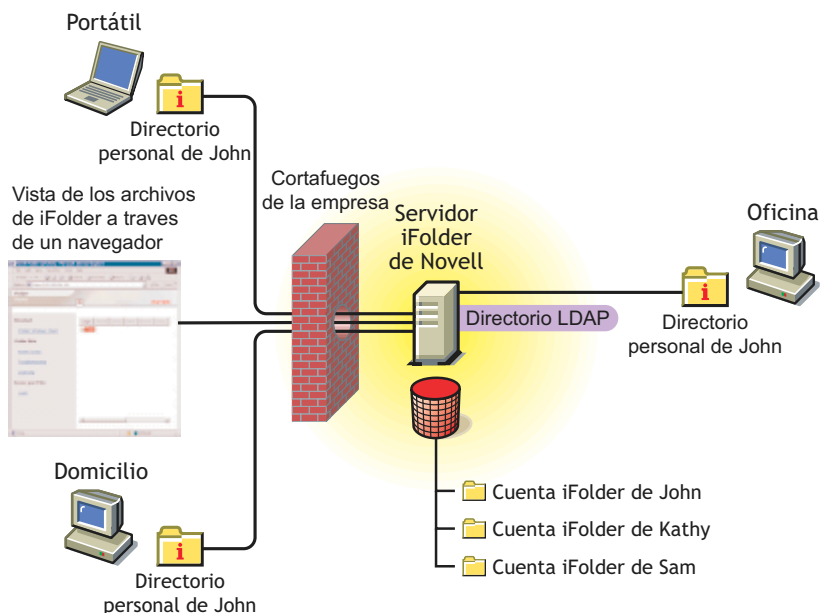 Portátil
i
Directorio
personal de John
Vista de los archivos
de iFolder a traves
de un navegador
Cortafuegos
de la empresa
Servidor
iFolder
de Novell
Directorio LDAP
Oficina
i
Directorio
personal de John
Domicilio
i
Directorio
personal de John
Cuenta iFolder de John
Cuenta iFolder de Kathy
Cuenta iFolder de Sam